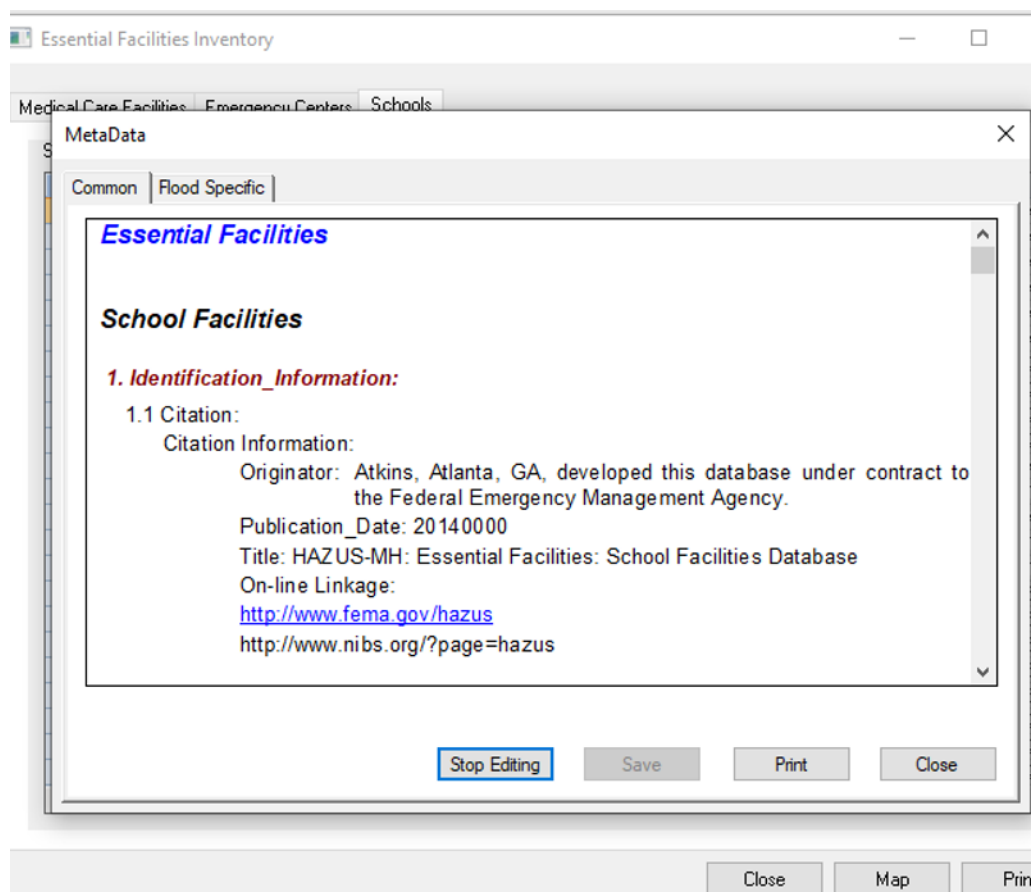 Essential Facilities Inventory
Medical Care Facilities Emergency Centers Schools
MetaData
Common Flood Specific
Essential Facilities
School Facilities
1. Identification_Information:
1.1 Citation:
Citation Information:
Originator: Atkins, Atlanta, GA, developed this database under contract to
the Federal Emergency Management Agency.
Publication_Date: 20140000
Title: HAZUS-MH: Essential Facilities: School Facilities Database
On-line Linkage:
http://www.fema.gov/hazus
http://www.nibs.org/?page=hazus
Stop Editing Save Print Close
Close Map